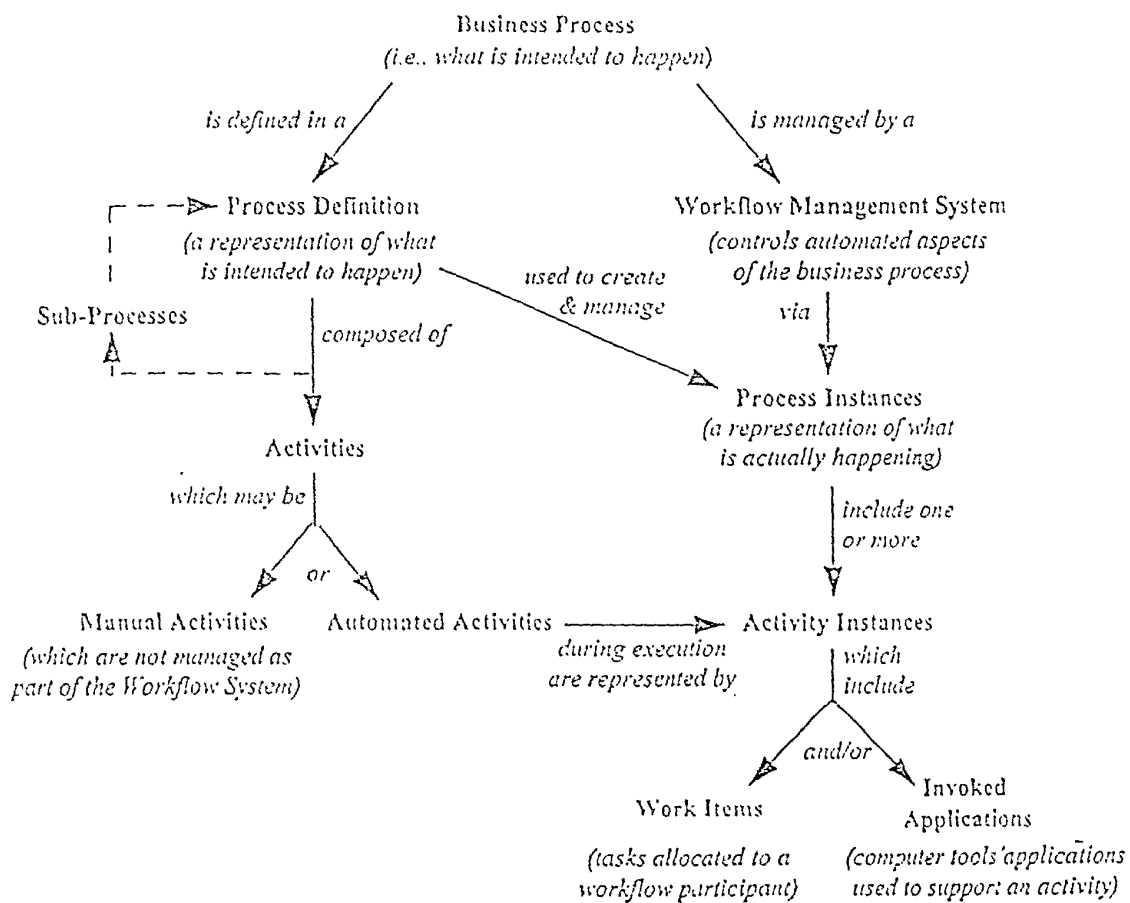 Business Process
(i.e.. what is intended to happen)
is defined in a
is managed by a
Process Definition
(a representation of what
is intended to happen)
Workflow Management System
(controls automated aspects
of the business process)
used to create
& manage
via
Sub-Processes
composed of
Process Instances
(a representation of what
is actually happening)
Activities
which may be
or
include one
or more
Manual Activities
(which are not managed as
part of the Workflow System)
Automated Activities
during execution
are represented by
Activity Instances
which
include
and/or
Work Items
(tasks allocated to a
workflow participant)
Invoked
Applications
(computer tools'applications
used to support an activity)